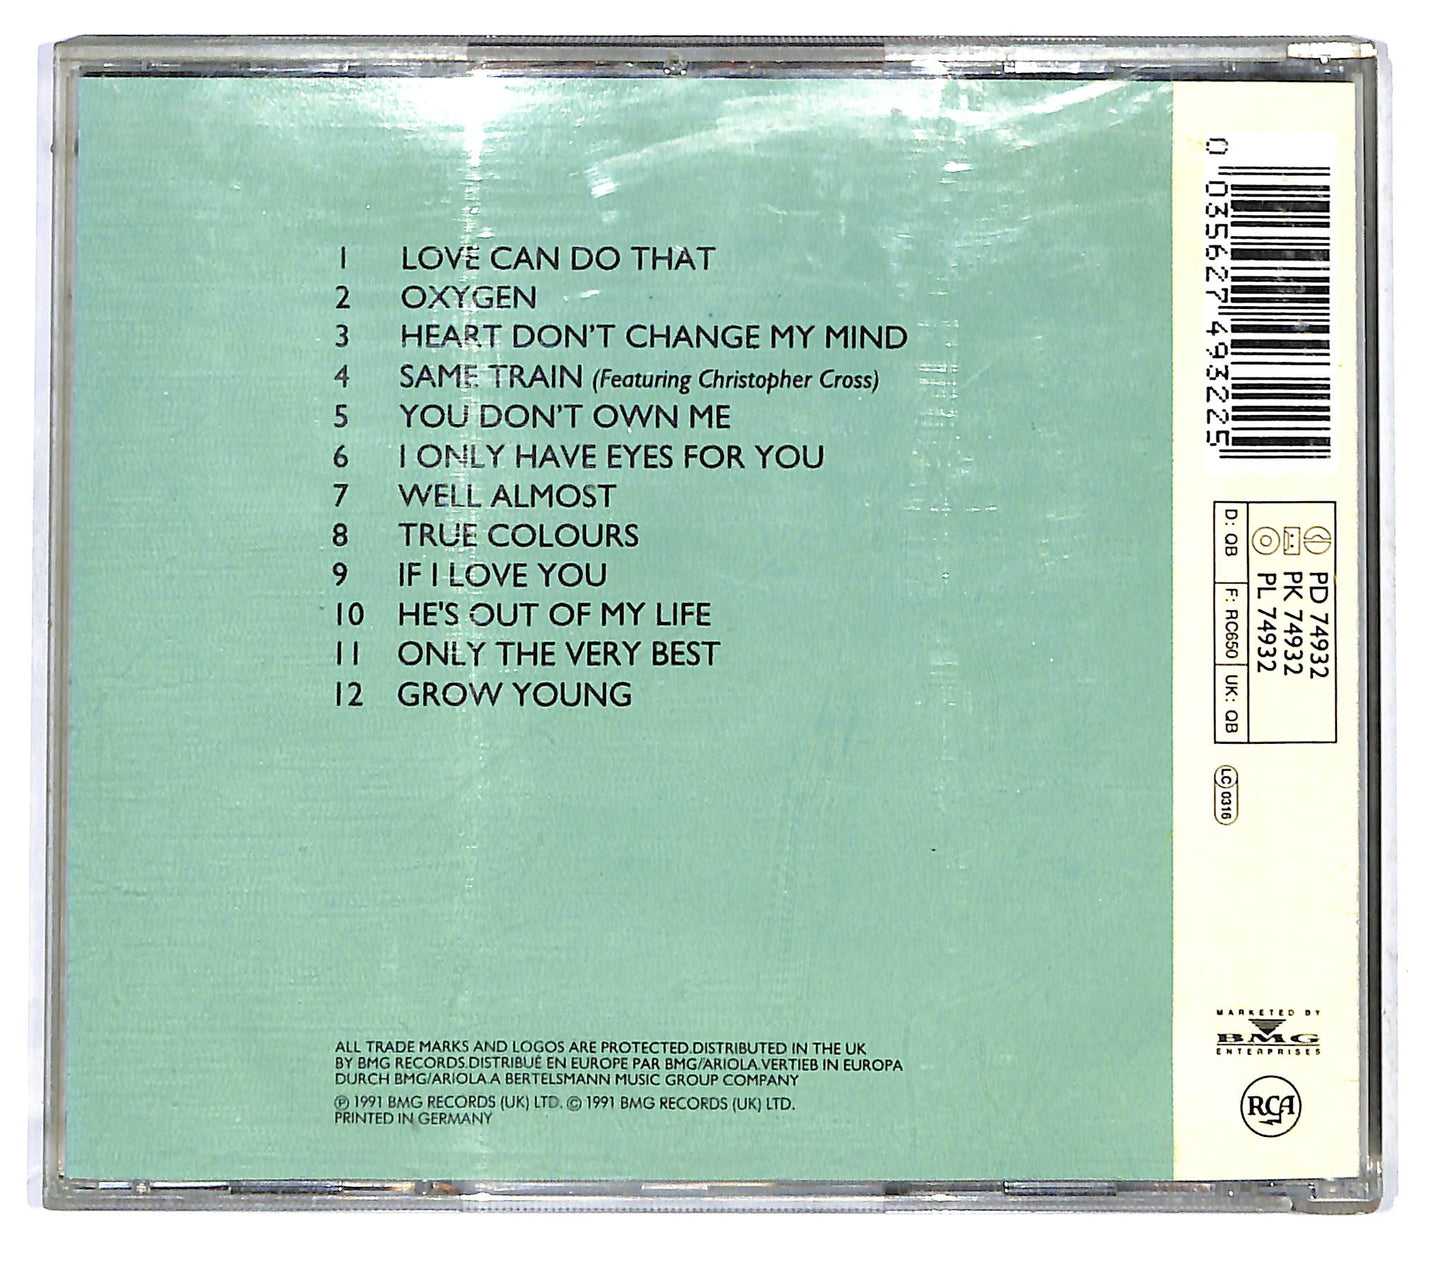 1 LOVE CAN DO THAT
2 OXYGEN
3 HEART DON'T CHANGE MY MIND
4 SAME TRAIN (Featuring Christopher Cross)
5 YOU DON'T OWN ME
6 I ONLY HAVE EYES FOR YOU
7 WELL ALMOST
8 TRUE COLOURS
9 IF I LOVE YOU
10 HE'S OUT OF MY LIFE
11 ONLY THE VERY BEST
12 GROW YOUNG
ALL TRADE MARKS AND LOGOS ARE PROTECTED.DISTRIBUTED IN THE UK
BY BMG RECORDS.DISTRIBUÉ EN EUROPE PAR BMG/ARIOLA.VERTIEB IN EUROPA
DURCH BMG/ARIOLA.A BERTELSMANN MUSIC GROUP COMPANY
℗ 1991 BMG RECORDS (UK) LTD. © 1991 BMG RECORDS (UK) LTD.
PRINTED IN GERMANY
0 035627 493225
CD PD 74932
PK 74932
PL 74932
D: QB F: RC650 UK: QB
LC 0316
MARKETED BY
BMG
ENTERPRISES
RCA